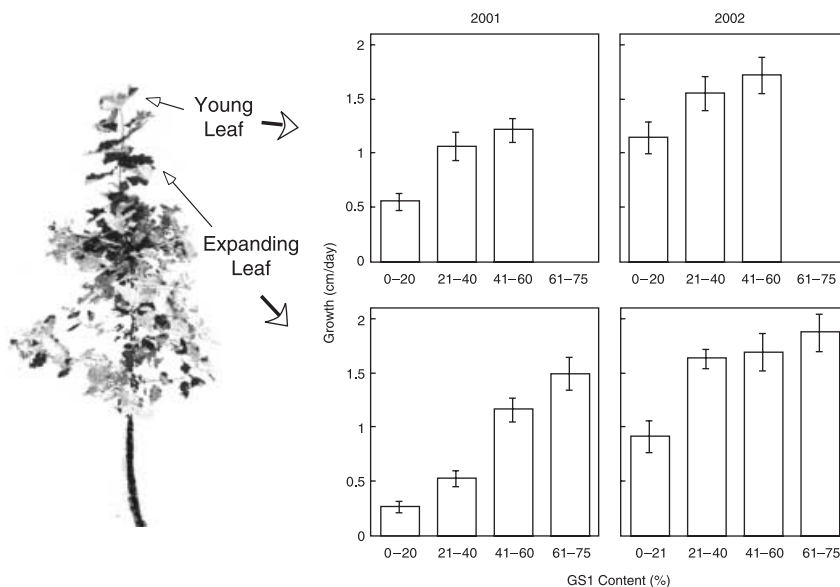 2001
2002
Young
Leaf
Expanding
Leaf
Growth (cm/day)
2
1.5
1
0.5
0
0–20 21–40 41–60 61–75
0–20 21–40 41–60 61–75
2
1.5
1
0.5
0
0–20 21–40 41–60 61–75
0–21 21–40 41–60 61–75
GS1 Content (%)